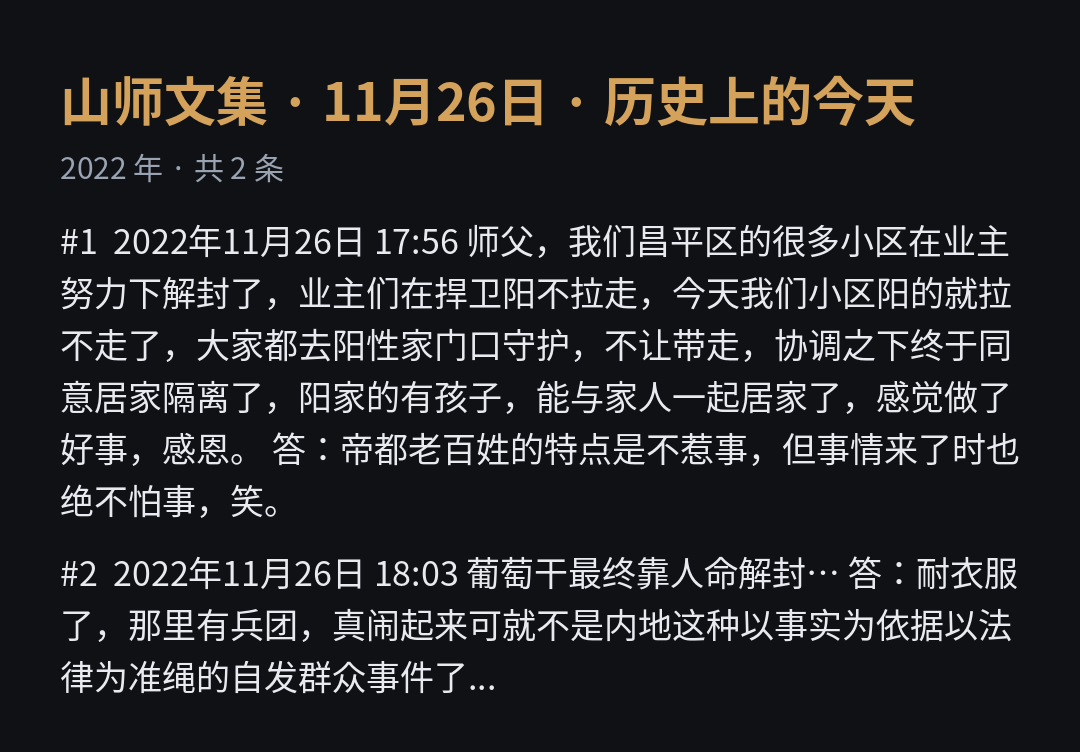 山师文集 · 11月26日 · 历史上的今天
2022 年 · 共 2 条
#1 2022年11月26日 17:56 师父，我们昌平区的很多小区在业主
努力下解封了，业主们在捍卫阳不拉走，今天我们小区阳的就拉
不走了，大家都去阳性家门口守护，不让带走，协调之下终于同
意居家隔离了，阳家的有孩子，能与家人一起居家了，感觉做了
好事，感恩。 答：帝都老百姓的特点是不惹事，但事情来了时也
绝不怕事，笑。
#2 2022年11月26日 18:03 葡萄干最终靠人命解封… 答：耐衣服
了，那里有兵团，真闹起来可就不是内地这种以事实为依据以法
律为准绳的自发群众事件了...